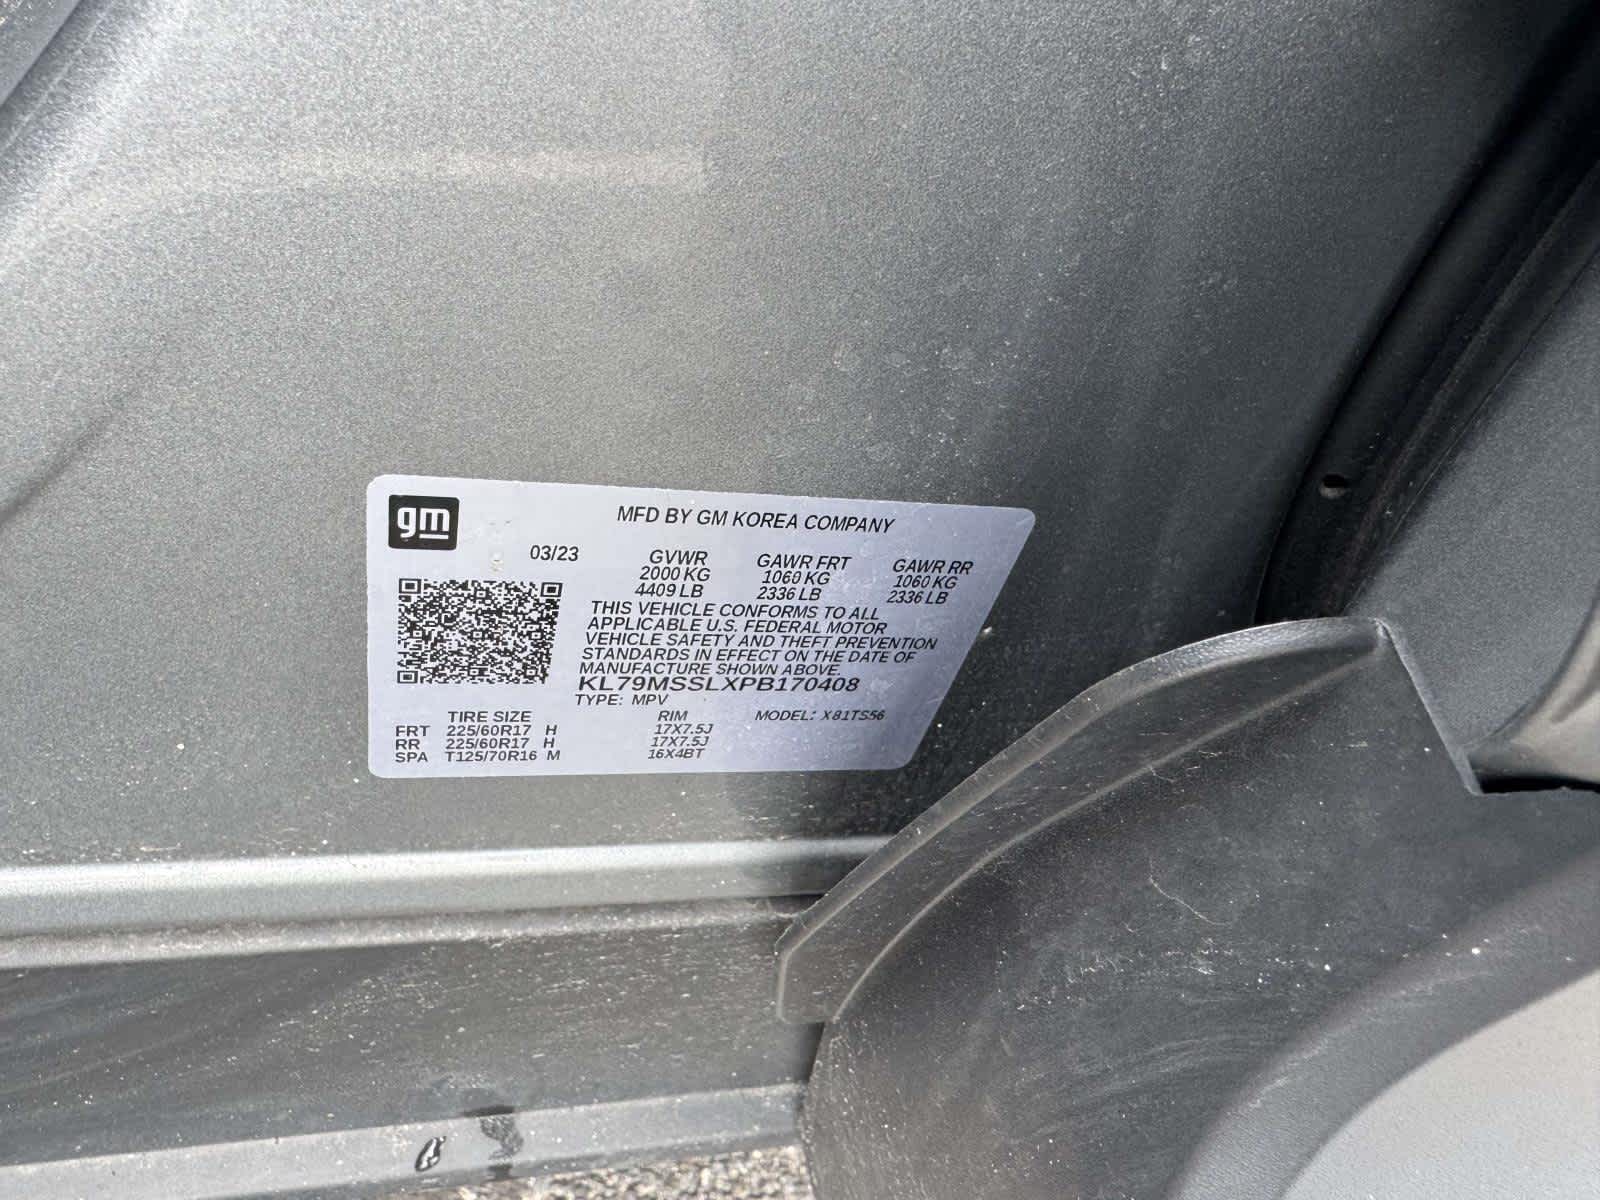 gm
MFD BY GM KOREA COMPANY
03/23
GVWR GAWR FRT GAWR RR
2000 KG 1060 KG 1060 KG
4409 LB 2336 LB 2336 LB
THIS VEHICLE CONFORMS TO ALL
APPLICABLE U.S. FEDERAL MOTOR
VEHICLE SAFETY AND THEFT PREVENTION
STANDARDS IN EFFECT ON THE DATE OF
MANUFACTURE SHOWN ABOVE.
KL79MSSLXPB170408
TYPE: MPV
TIRE SIZE RIM MODEL: X81TS56
FRT 225/60R17 H 17X7.5J
RR 225/60R17 H 17X7.5J
SPA T125/70R16 M 16X4BT